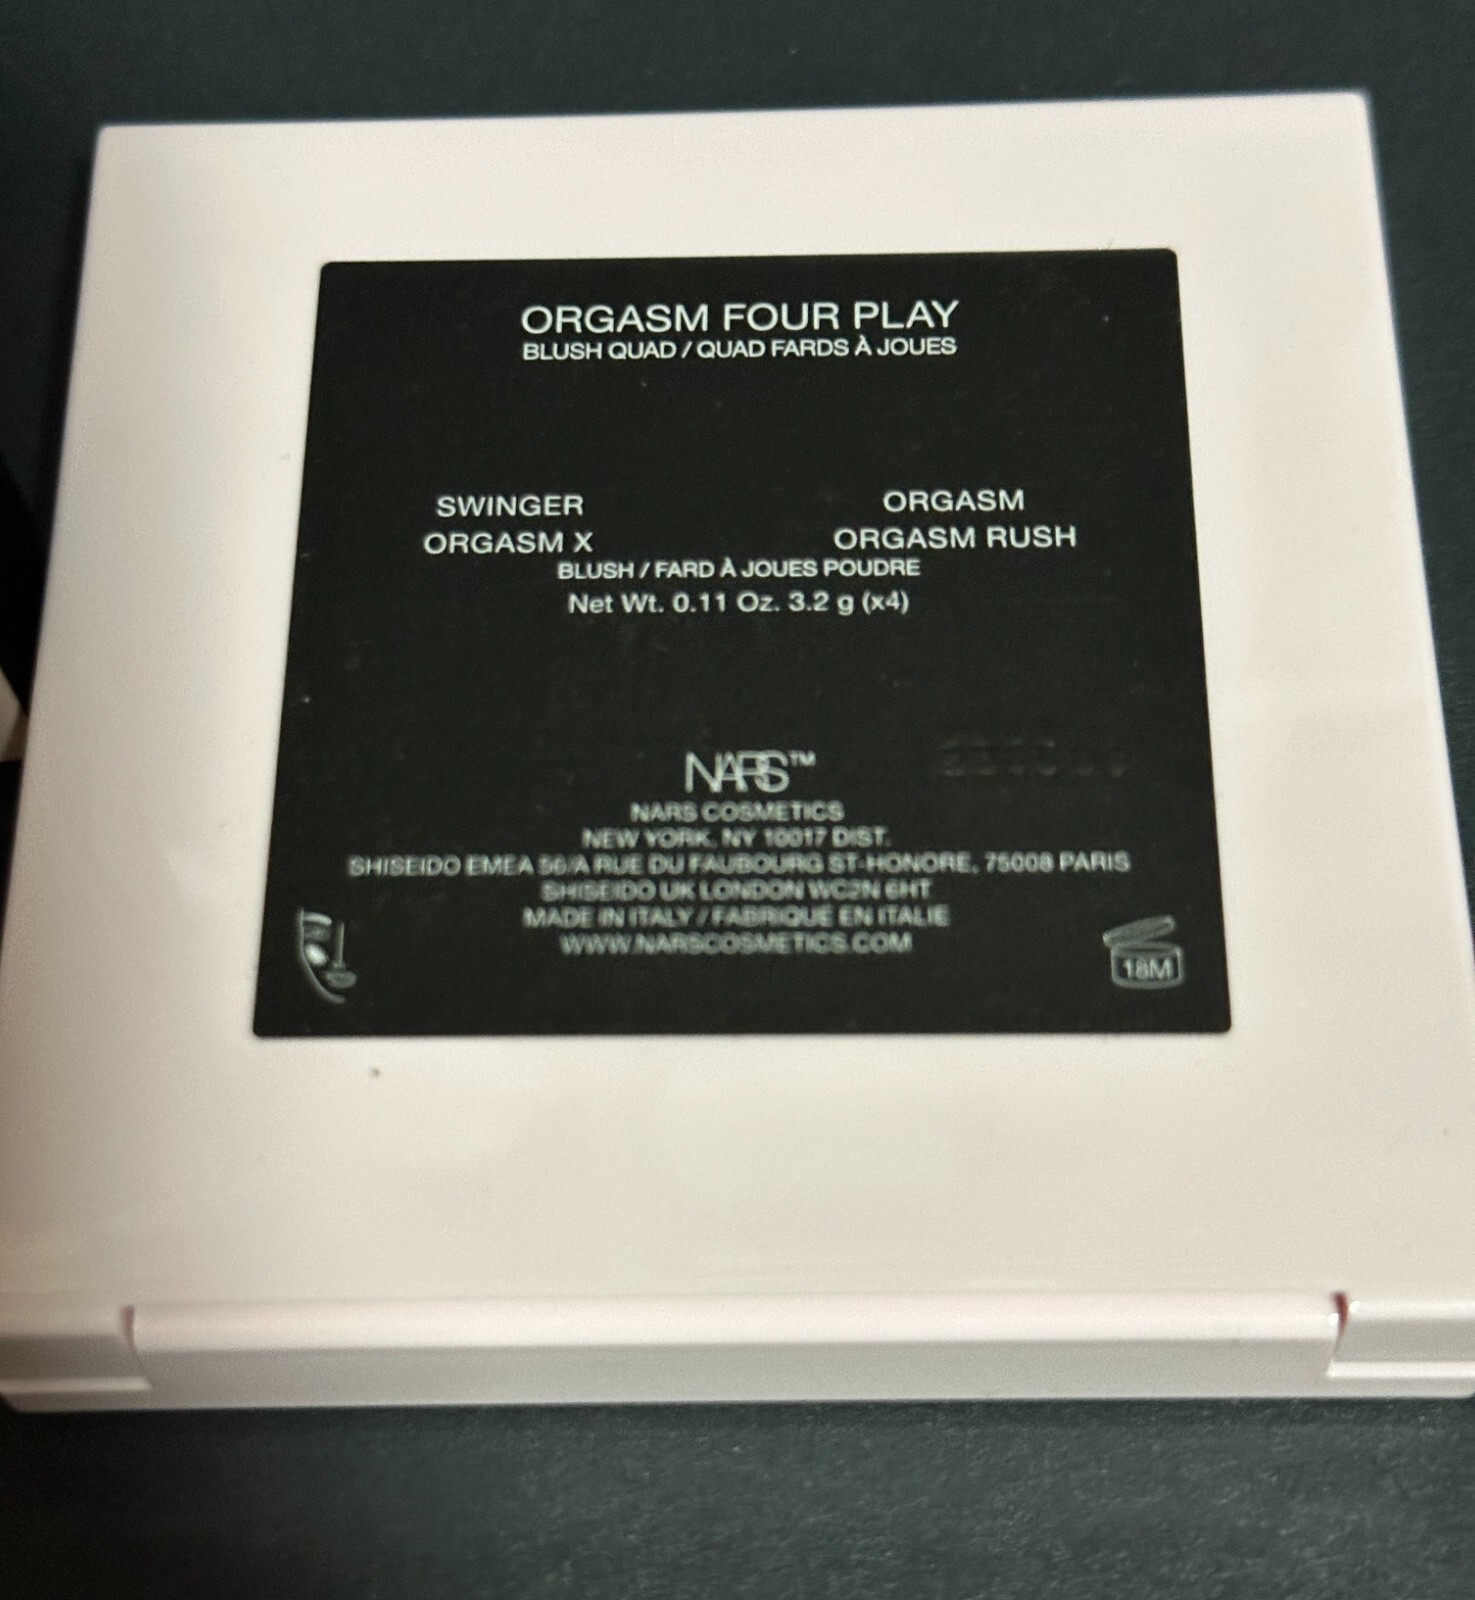 ORGASM FOUR PLAY
BLUSH QUAD / QUAD FARDS À JOUES
SWINGER ORGASM
ORGASM X ORGASM RUSH
BLUSH / FARD À JOUES POUDRE
Net Wt. 0.11 Oz. 3.2 g (x4)
NARS™
NARS COSMETICS
NEW YORK, NY 10017 DIST.
SHISEIDO EMEA 56/A RUE DU FAUBOURG ST-HONORE, 75008 PARIS
SHISEIDO UK LONDON WC2N 6HT
MADE IN ITALY / FABRIQUÉ EN ITALIE
WWW.NARSCOSMETICS.COM
18M